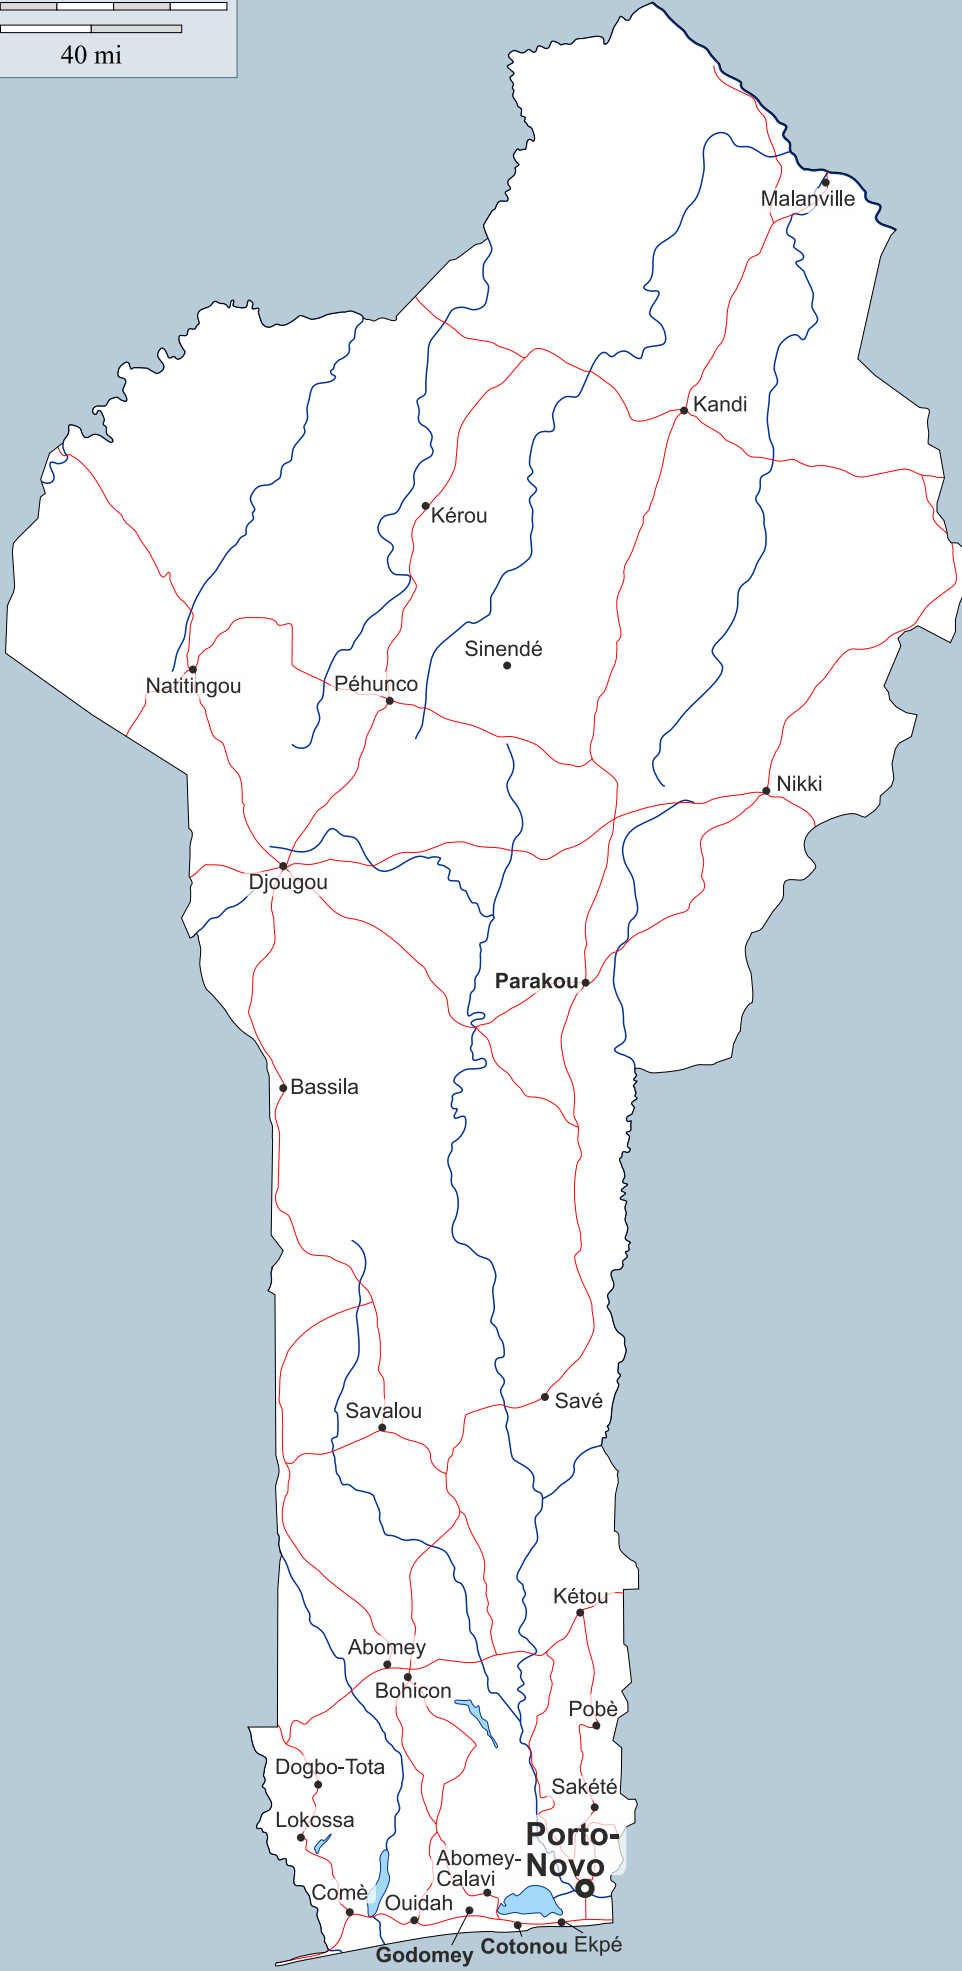 40 mi
Malanville
Kandi
Kérou
Sinendé
Natitingou
Péhunco
Nikki
Djougou
Parakou
Bassila
Savé
Savalou
Kétou
Abomey
Bohicon
Pobè
Dogbo-Tota
Sakété
Lokossa
Porto-
Novo
Abomey-
Calavi
Comè
Ouidah
Godomey
Cotonou
Ekpé